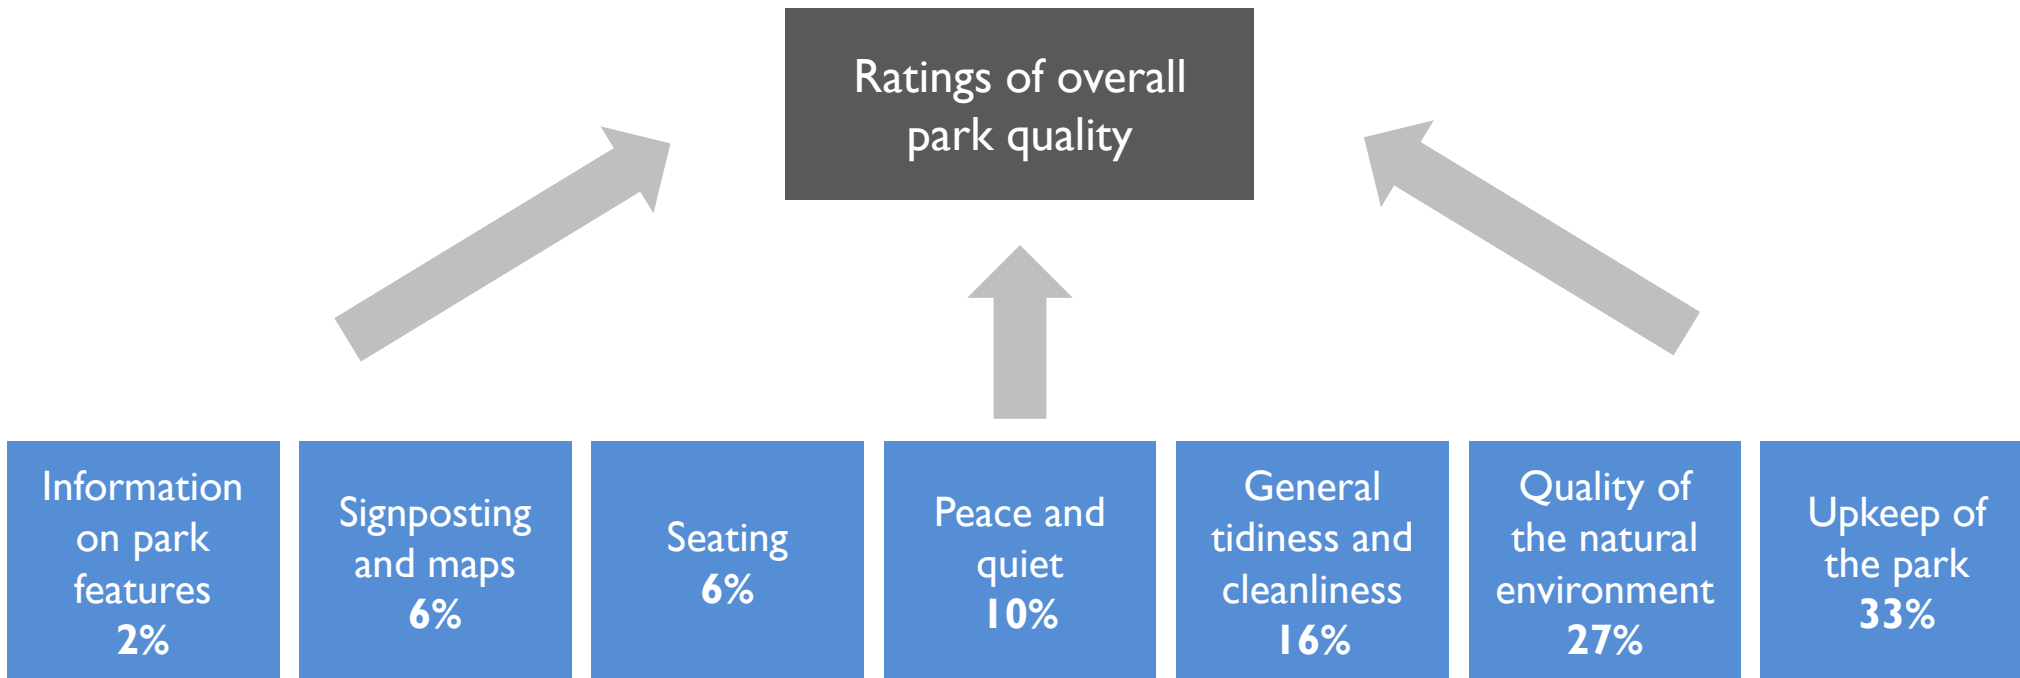 Ratings of overall
park quality
Information
on park
features
2%
Signposting
and maps
6%
Seating
6%
Peace and
quiet
10%
General
tidiness and
cleanliness
16%
Quality of
the natural
environment
27%
Upkeep of
the park
33%